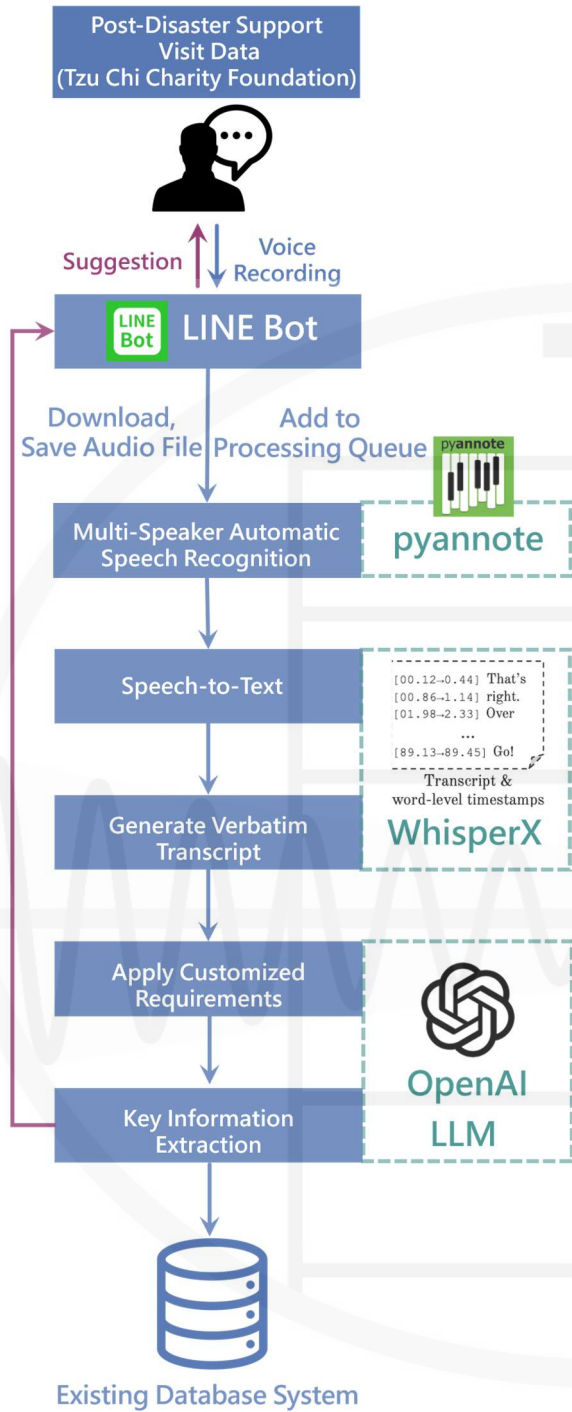 Post-Disaster Support
Visit Data
(Tzu Chi Charity Foundation)
Suggestion
Voice
Recording
LINE
Bot
LINE Bot
Download,
Save Audio File
Add to
Processing Queue
pyannote
Multi-Speaker Automatic
Speech Recognition
pyannote
Speech-to-Text
[00.12→0.44] That's
[00.86→1.14] right.
[01.98→2.33] Over
...
[89.13→89.45] Go!
Transcript &
word-level timestamps
WhisperX
Generate Verbatim
Transcript
Apply Customized
Requirements
OpenAI
LLM
Key Information
Extraction
Existing Database System